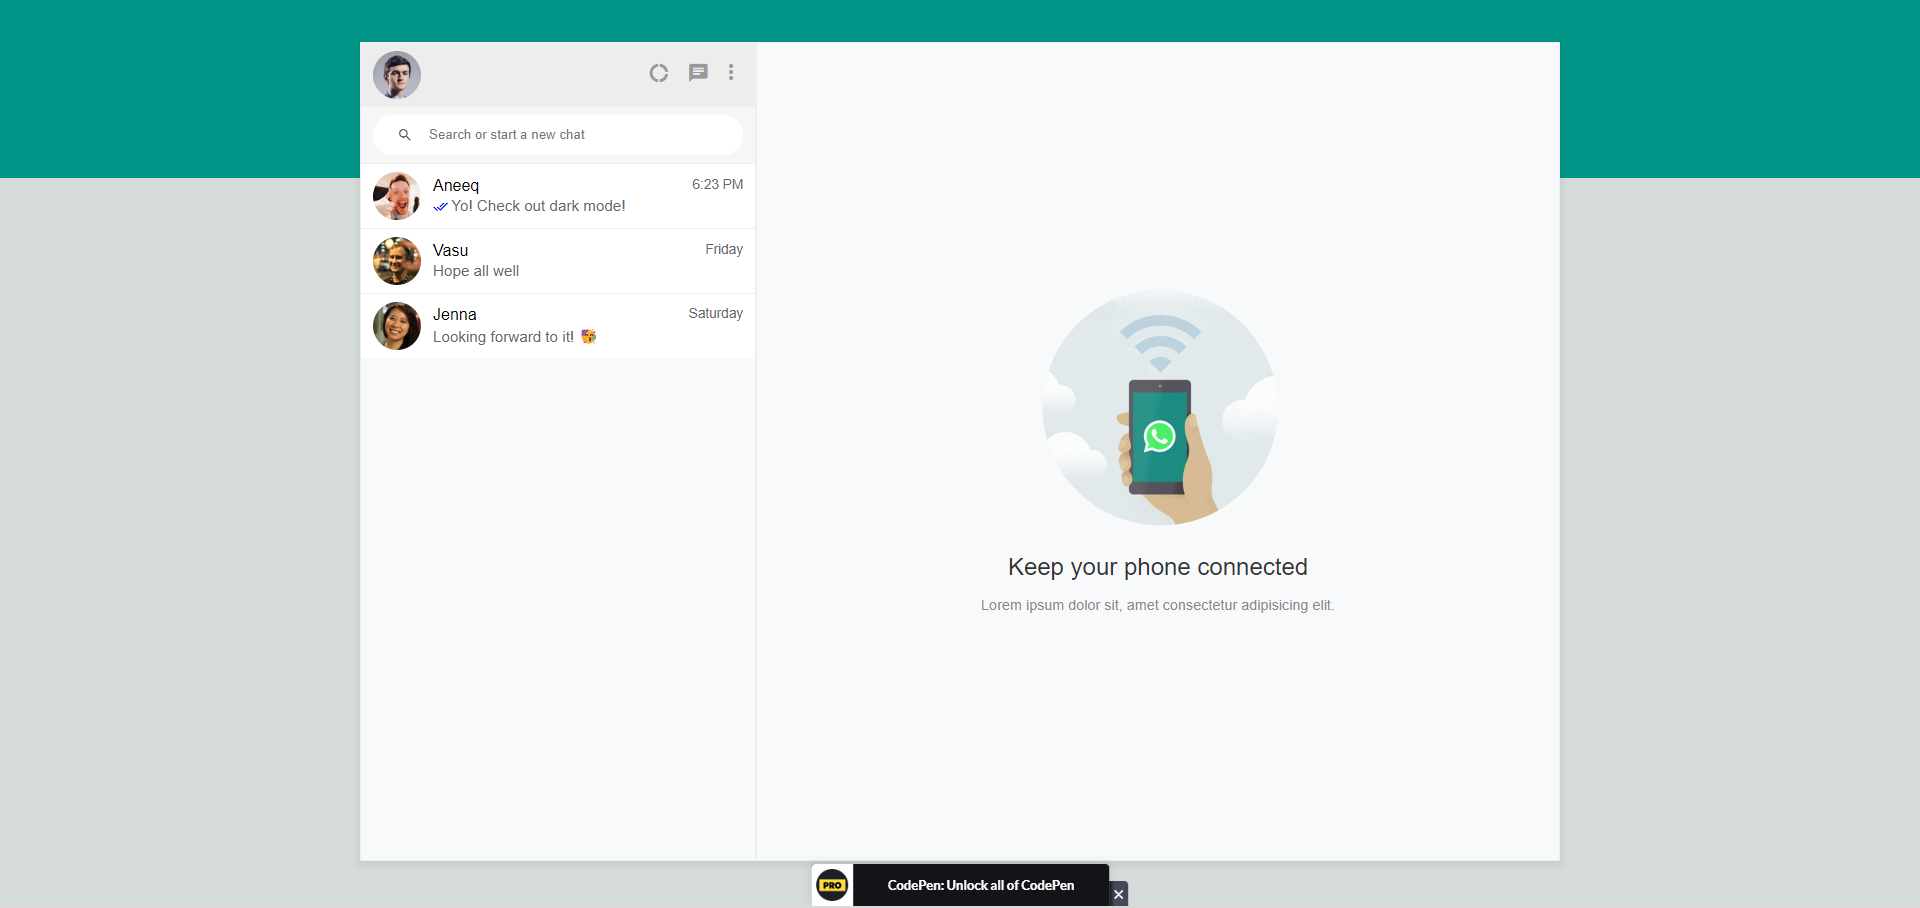 Search or start a new chat
Aneeq
6:23 PM
Yo! Check out dark mode!
Vasu
Friday
Hope all well
Jenna
Saturday
Looking forward to it! 🥳
Keep your phone connected
Lorem ipsum dolor sit, amet consectetur adipisicing elit.
PRO
CodePen: Unlock all of CodePen